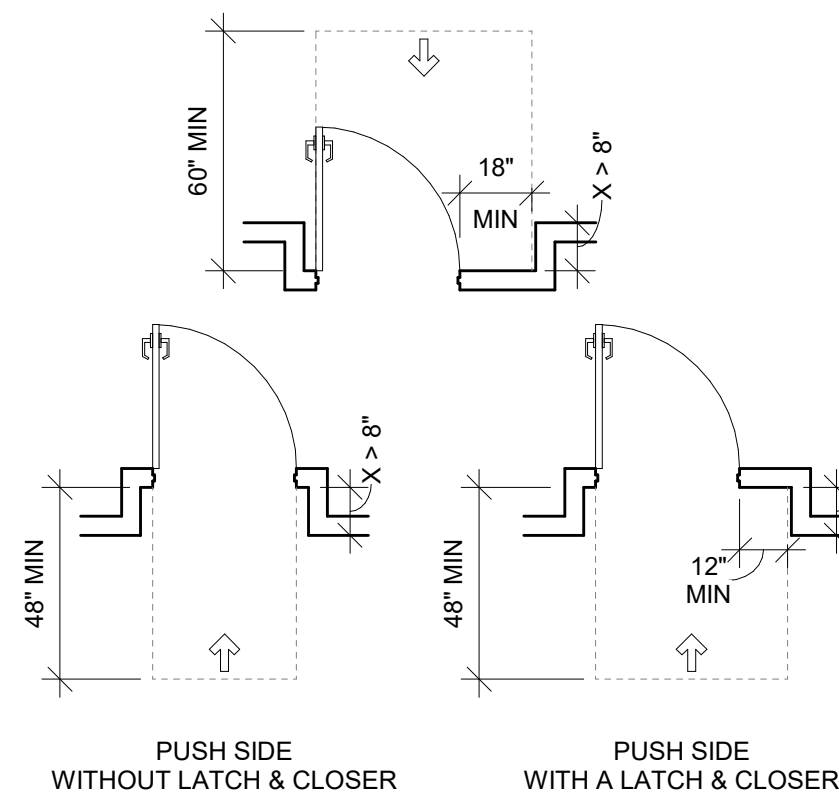 60" MIN
18"
MIN
X > 8"
48" MIN
X > 8"
48" MIN
12"
MIN
PUSH SIDE
WITHOUT LATCH & CLOSER
PUSH SIDE
WITH A LATCH & CLOSER